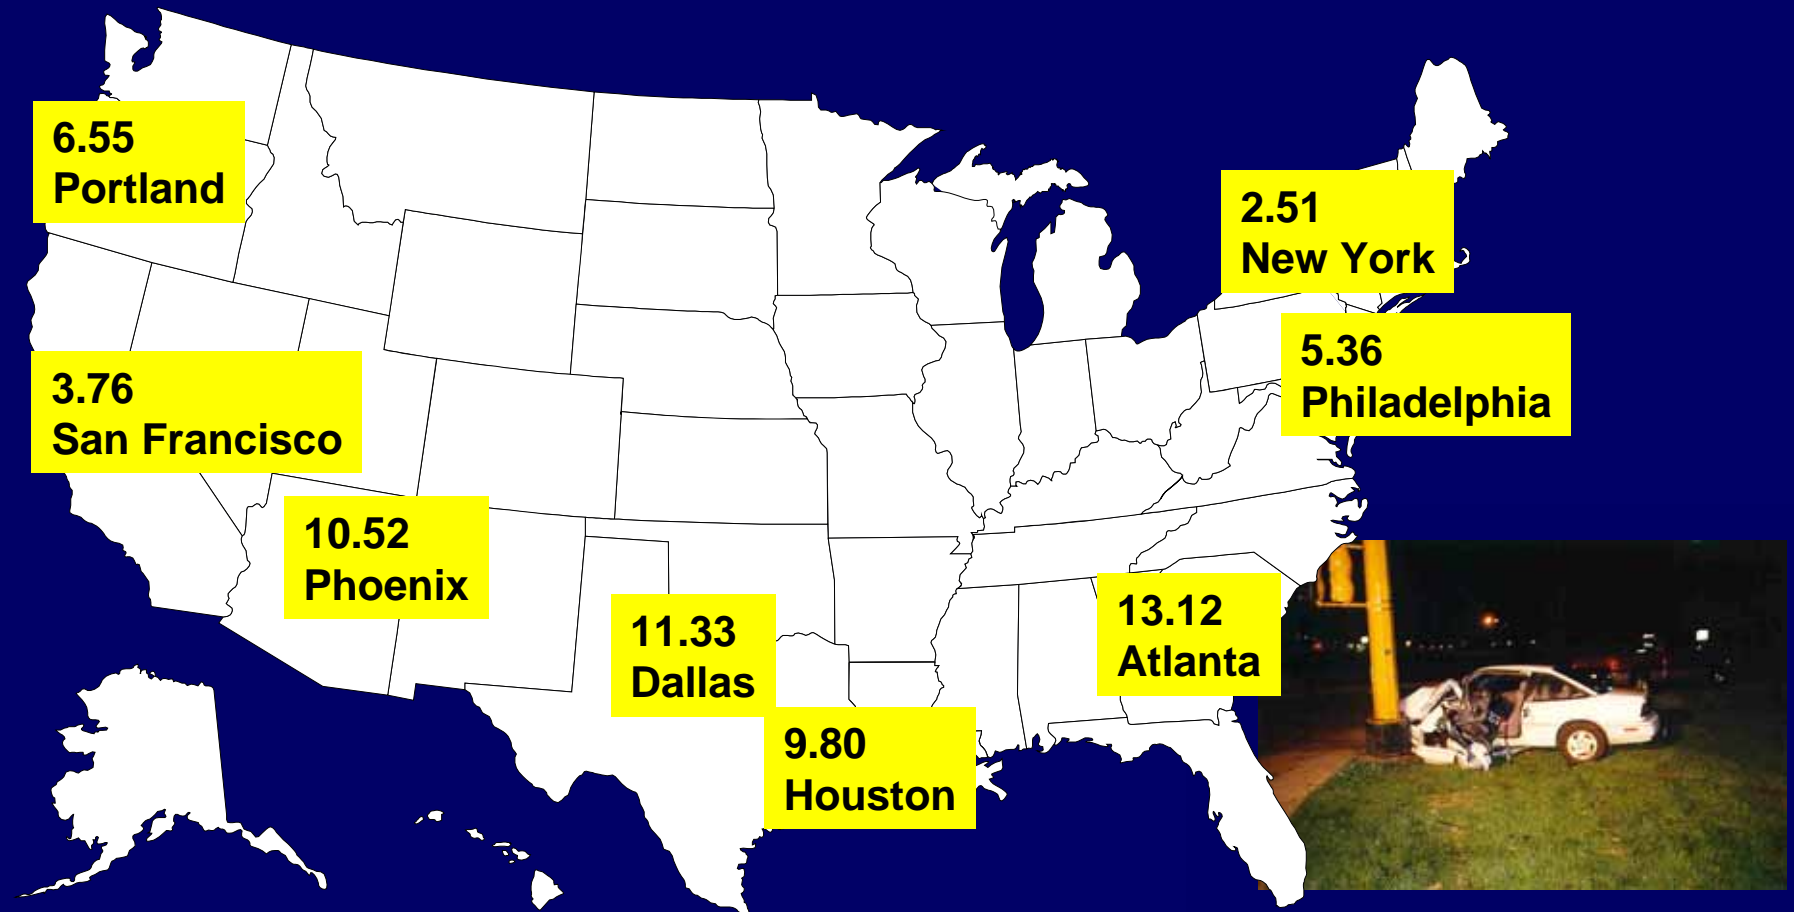 6.55
Portland
2.51
New York
5.36
Philadelphia
3.76
San Francisco
10.52
Phoenix
11.33
Dallas
13.12
Atlanta
9.80
Houston